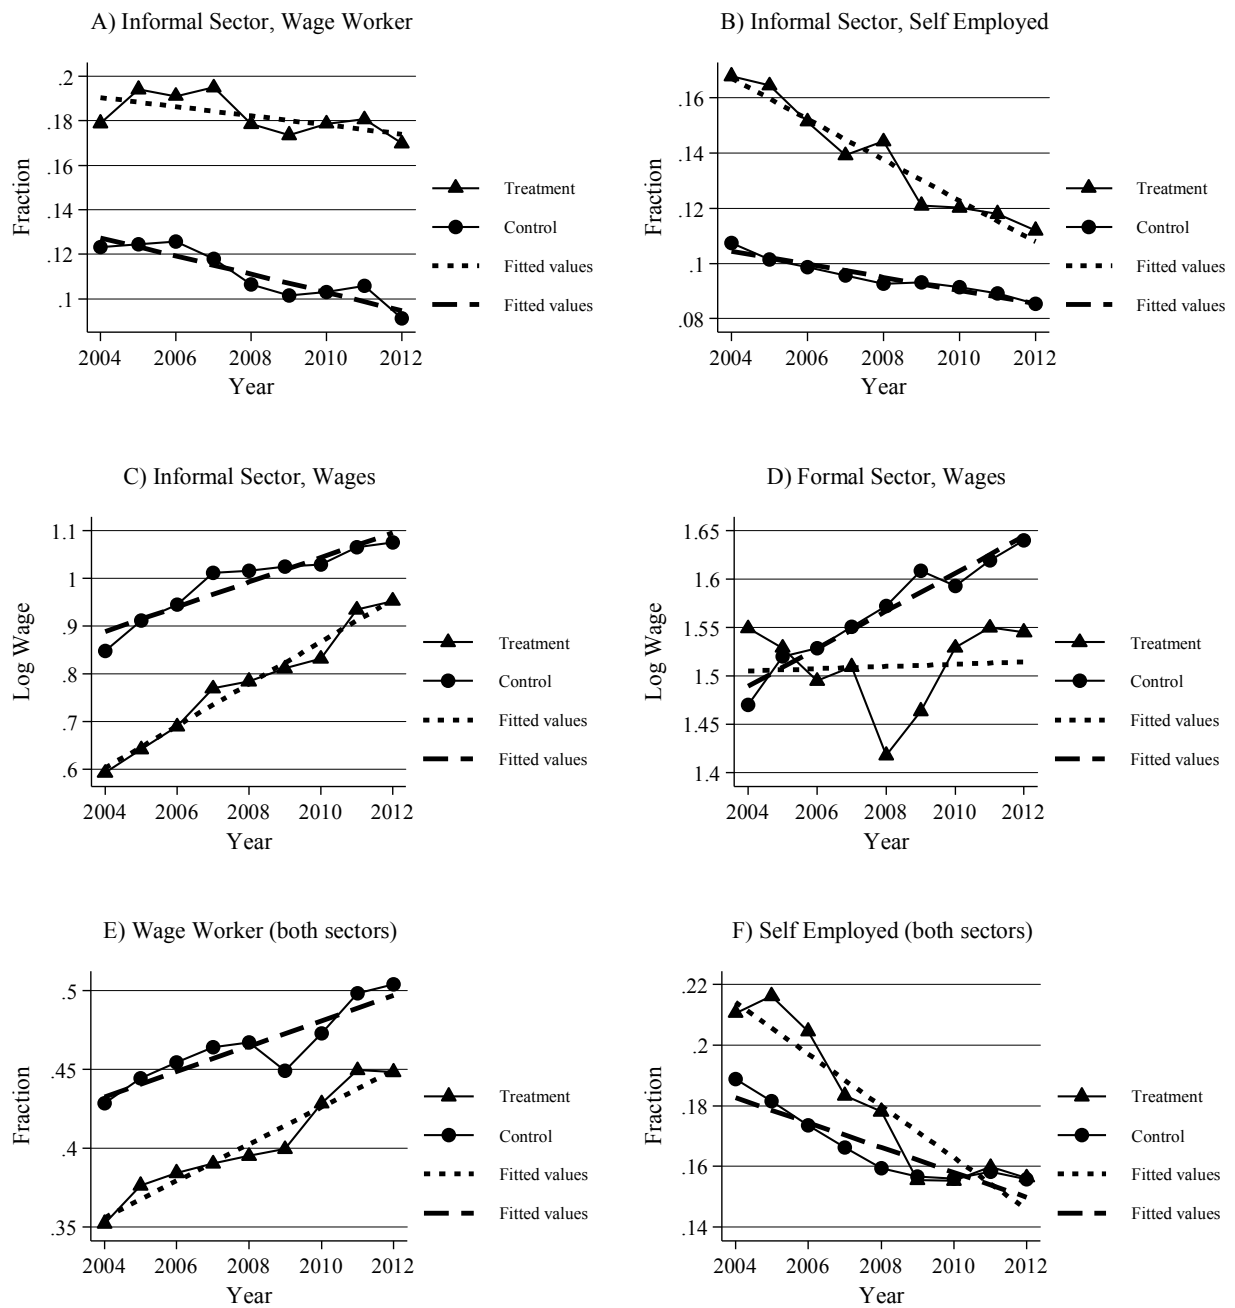 A) Informal Sector, Wage Worker
.2
.18
.16
.14
.12
.1
Fraction
2004 2006 2008 2010 2012
Year
Treatment
Control
Fitted values
Fitted values
B) Informal Sector, Self Employed
.16
.14
.12
.1
.08
Fraction
2004 2006 2008 2010 2012
Year
Treatment
Control
Fitted values
Fitted values
C) Informal Sector, Wages
1.1
1
.9
.8
.7
.6
Log Wage
2004 2006 2008 2010 2012
Year
Treatment
Control
Fitted values
Fitted values
D) Formal Sector, Wages
1.65
1.6
1.55
1.5
1.45
1.4
Log Wage
2004 2006 2008 2010 2012
Year
Treatment
Control
Fitted values
Fitted values
E) Wage Worker (both sectors)
.5
.45
.4
.35
Fraction
2004 2006 2008 2010 2012
Year
Treatment
Control
Fitted values
Fitted values
F) Self Employed (both sectors)
.22
.2
.18
.16
.14
Fraction
2004 2006 2008 2010 2012
Year
Treatment
Control
Fitted values
Fitted values